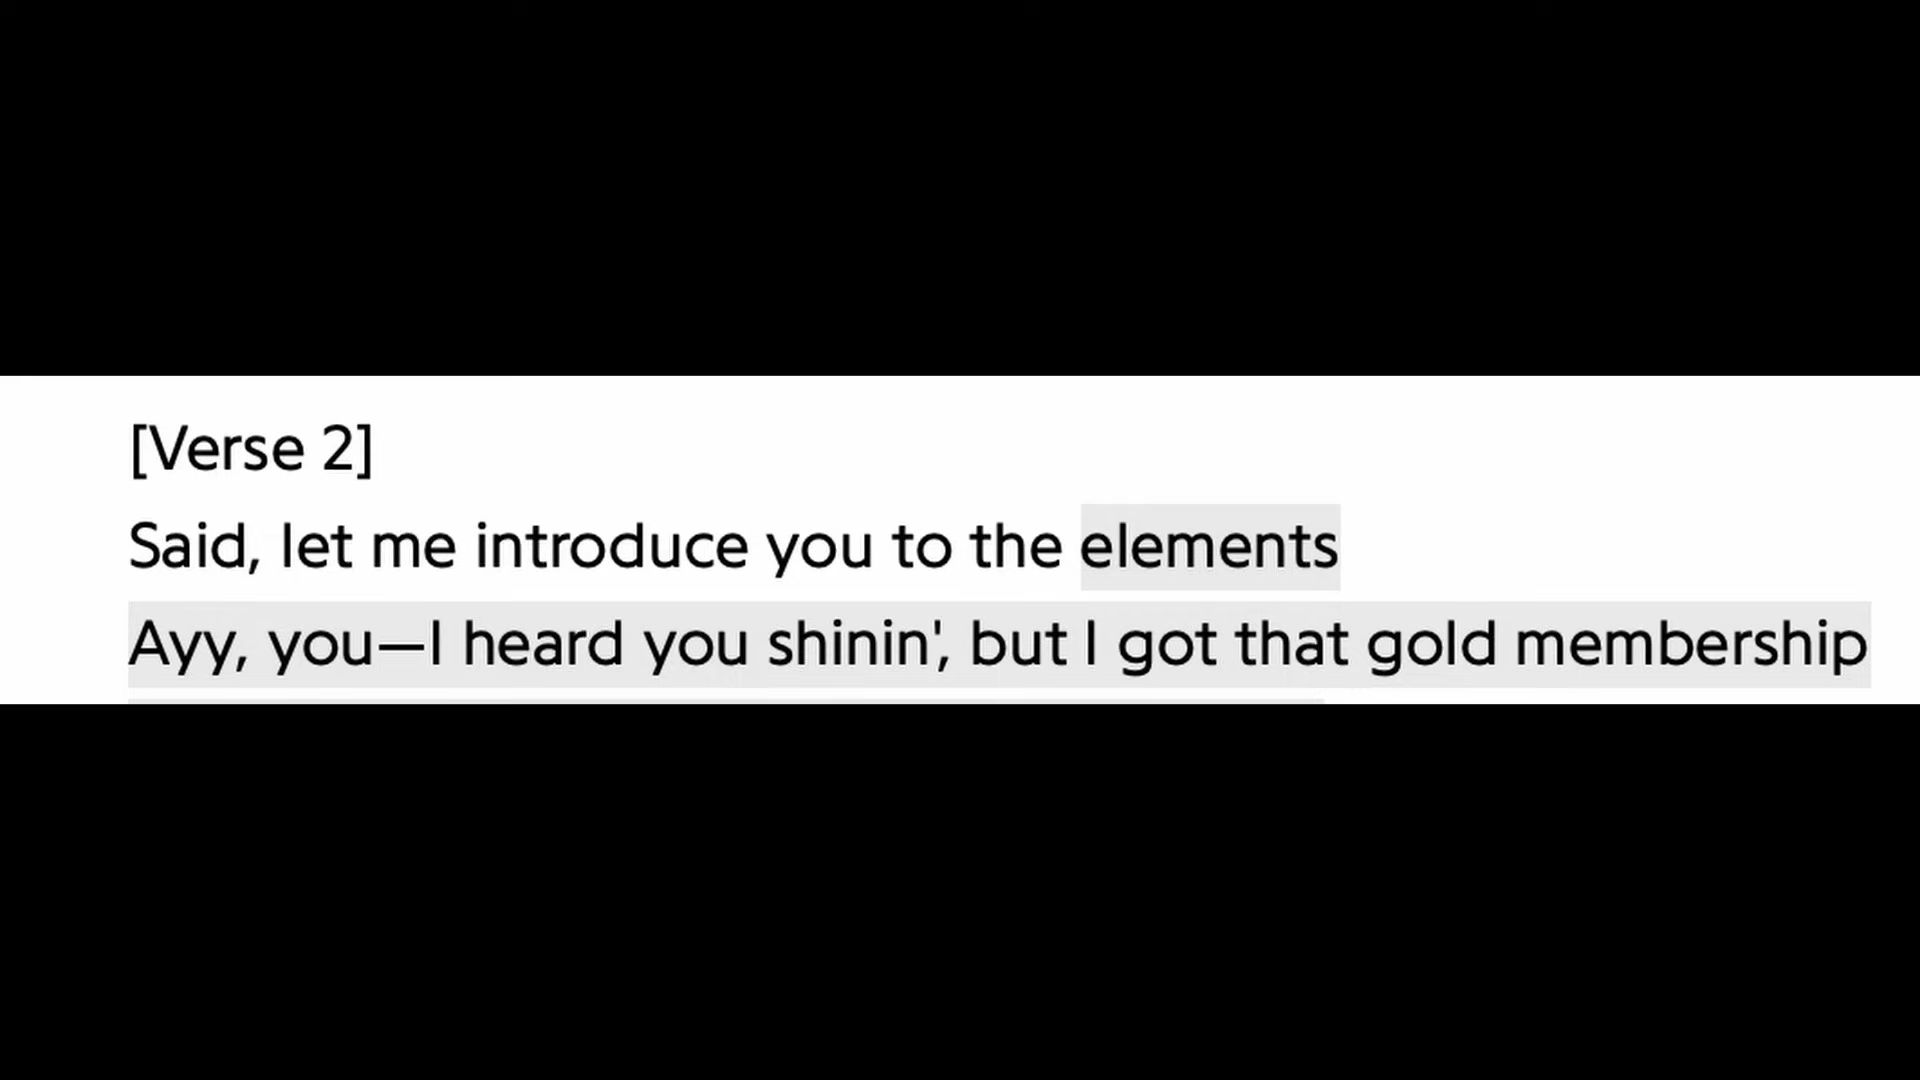 [Verse 2]
Said, let me introduce you to the elements
Ayy, you—I heard you shinin', but I got that gold membership